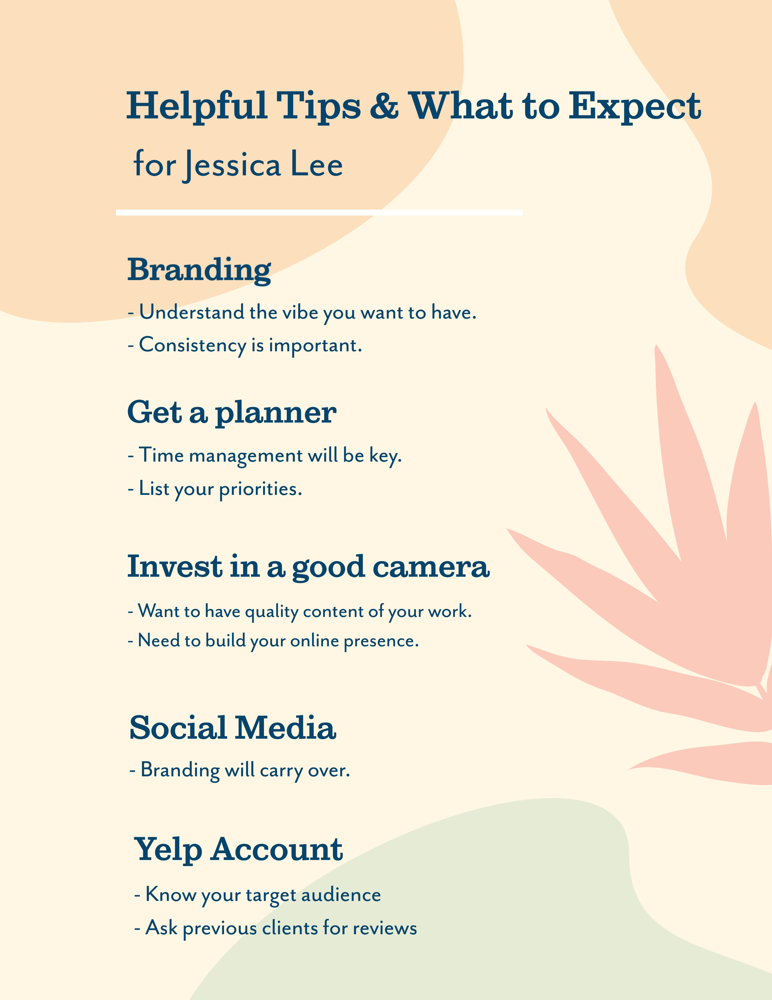 Helpful Tips & What to Expect
for Jessica Lee
Branding
- Understand the vibe you want to have.
- Consistency is important.
Get a planner
- Time management will be key.
- List your priorities.
Invest in a good camera
- Want to have quality content of your work.
- Need to build your online presence.
Social Media
- Branding will carry over.
Yelp Account
- Know your target audience
- Ask previous clients for reviews